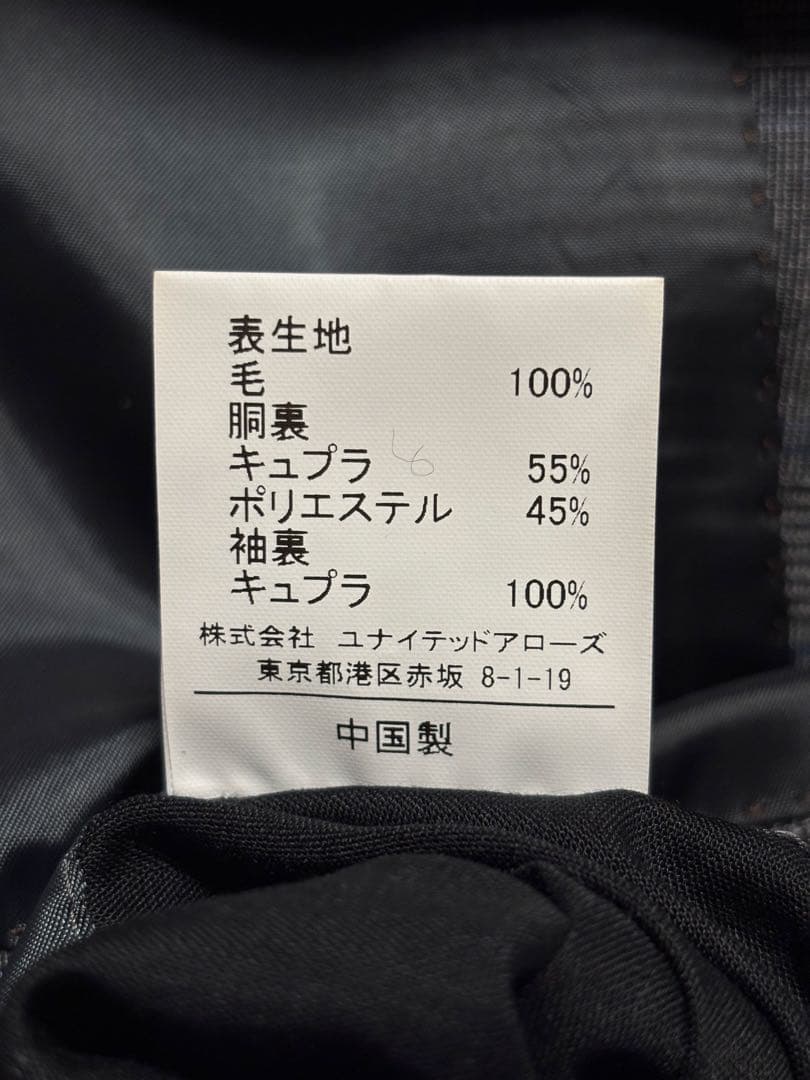 表生地
毛 100%
胴裏
キュプラ 55%
ポリエステル 45%
袖裏
キュプラ 100%
株式会社 ユナイテッドアローズ
東京都港区赤坂 8-1-19
中国製